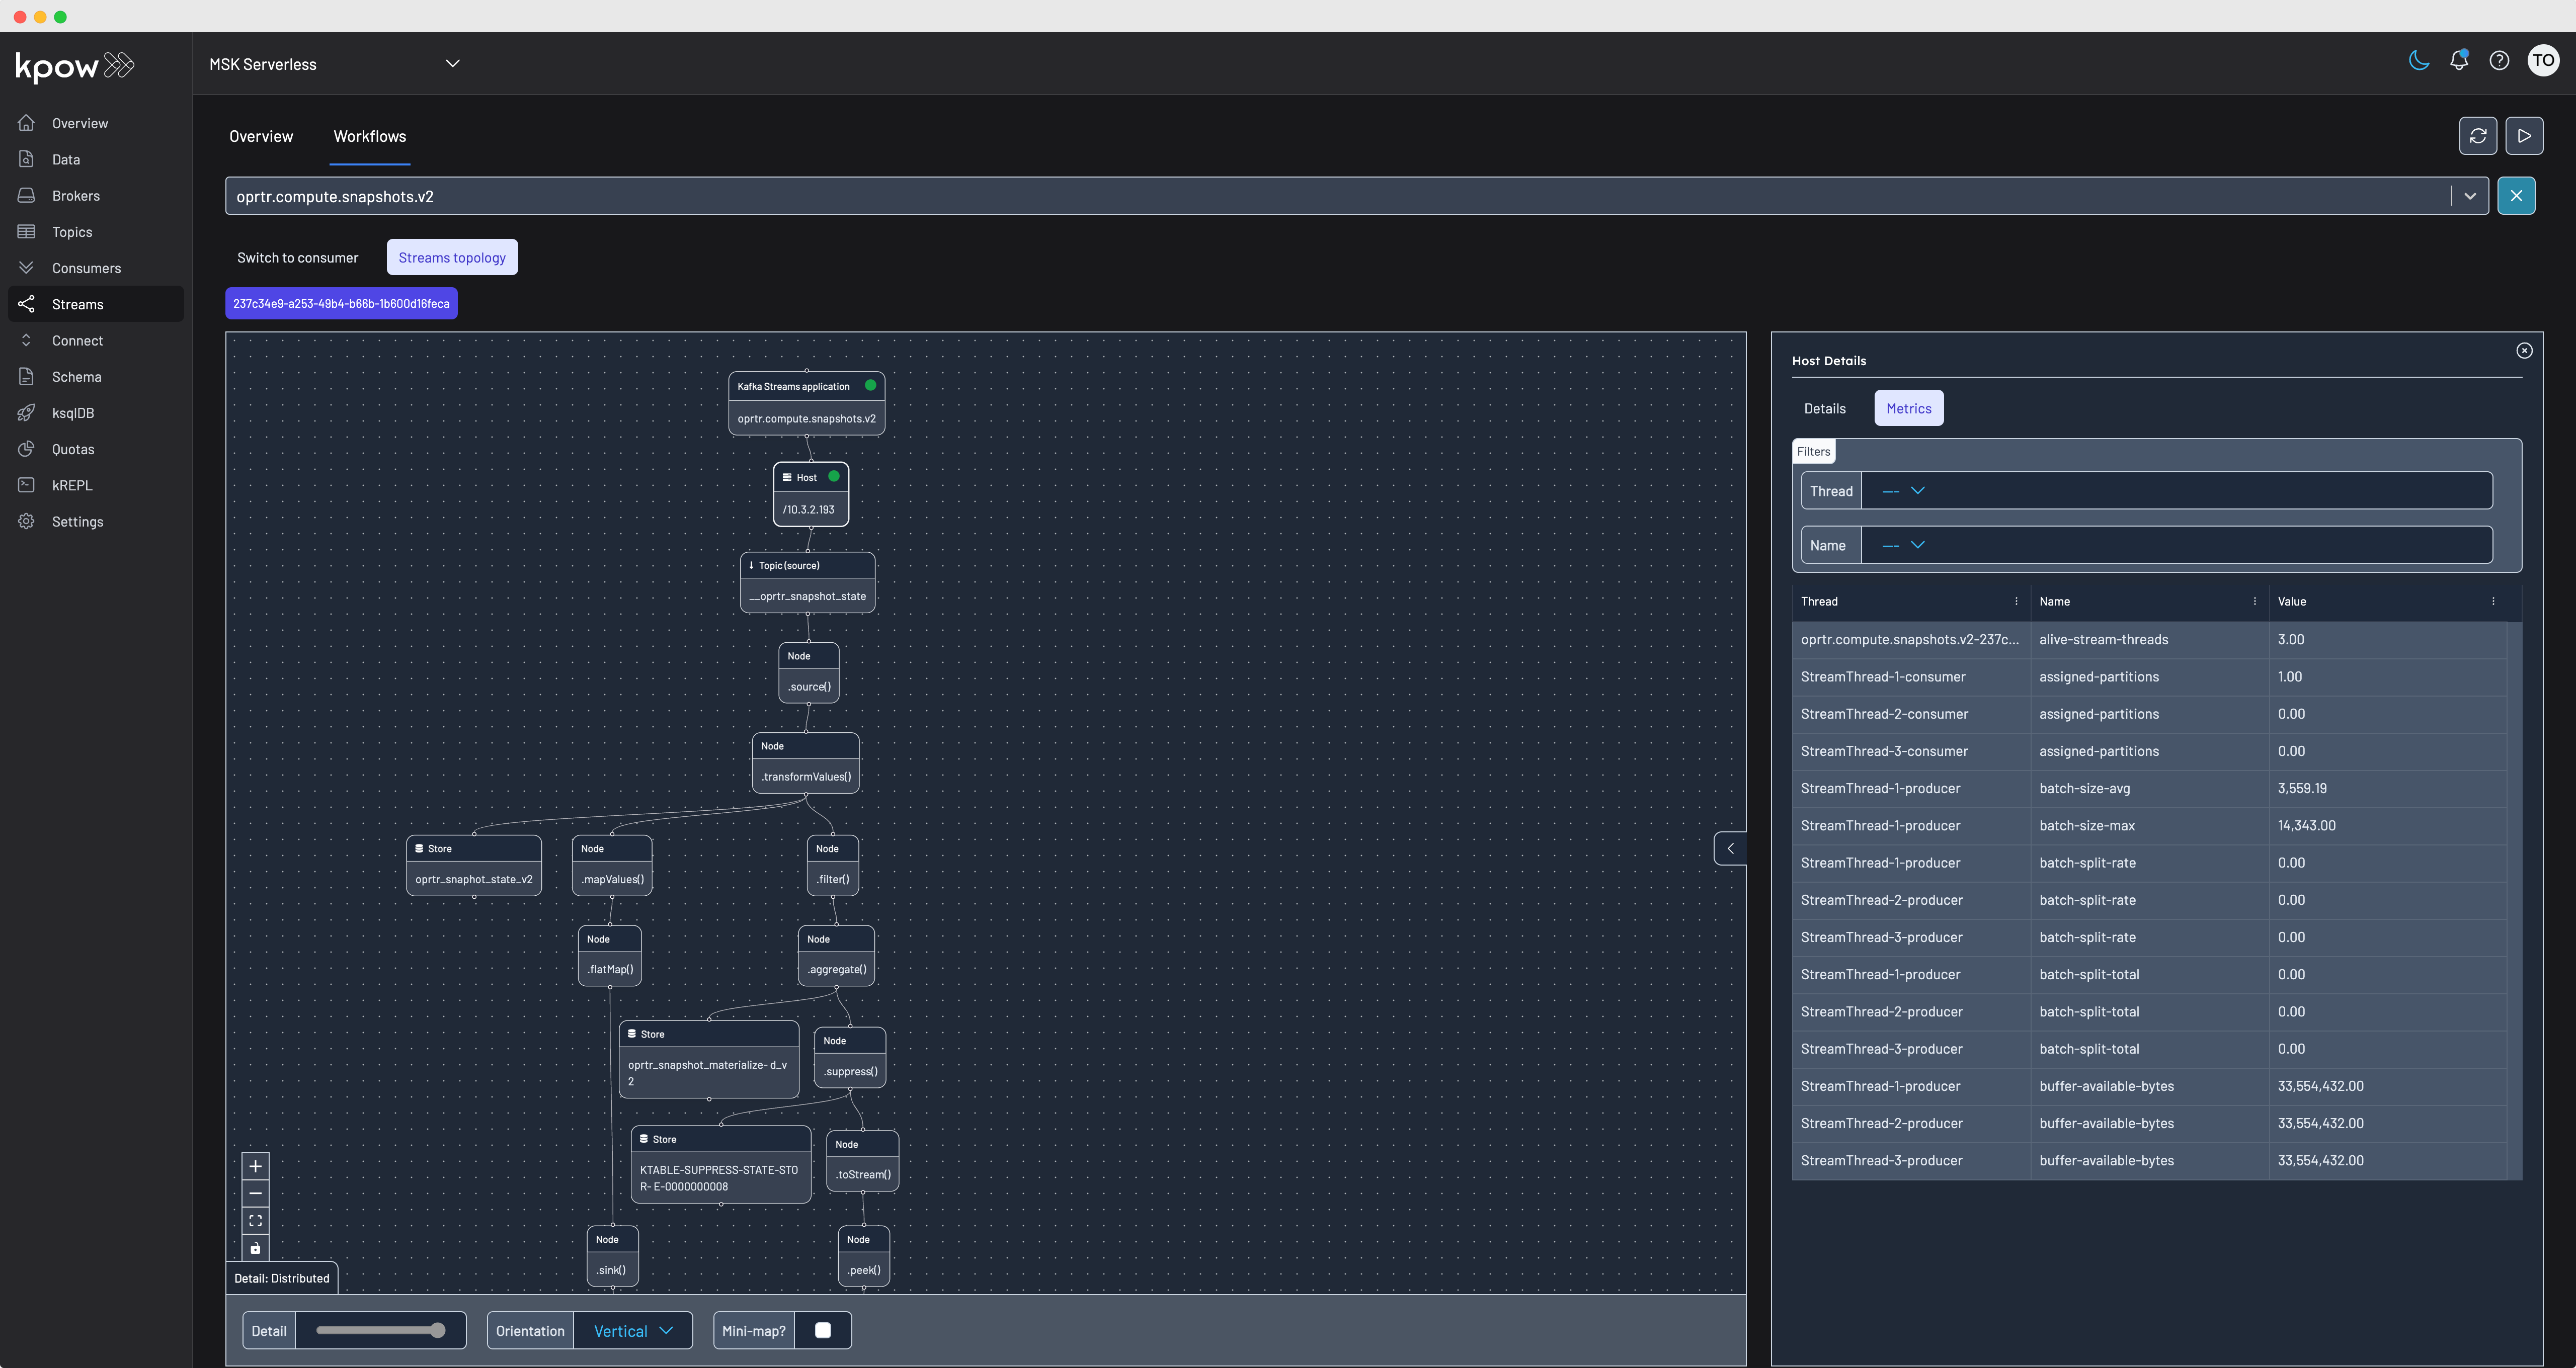 kpow
MSK Serverless
TO
Overview
Data
Brokers
Topics
Consumers
Streams
Connect
Schema
ksqlDB
Quotas
kREPL
Settings
Overview Workflows
oprtr.compute.snapshots.v2
Switch to consumer Streams topology
237c34e9-a253-49b4-b66b-1b600d16feca
Kafka Streams application
oprtr.compute.snapshots.v2
Host
/10.3.2.193
Topic (source)
__oprtr_snapshot_state
Node
.source()
Node
.transformValues()
Store
oprtr_snaphot_state_v2
Node
.mapValues()
Node
.filter()
Node
.flatMap()
Node
.aggregate()
Store
oprtr_snapshot_materialize- d_v
2
Node
.suppress()
Store
KTABLE-SUPPRESS-STATE-STO
R- E-0000000008
Node
.toStream()
Node
.sink()
Node
.peek()
Detail: Distributed
Detail
Orientation Vertical
Mini-map?
Host Details
Details Metrics
Filters
Thread ---
Name ---
Thread Name Value
oprtr.compute.snapshots.v2-237c... alive-stream-threads 3.00
StreamThread-1-consumer assigned-partitions 1.00
StreamThread-2-consumer assigned-partitions 0.00
StreamThread-3-consumer assigned-partitions 0.00
StreamThread-1-producer batch-size-avg 3,559.19
StreamThread-1-producer batch-size-max 14,343.00
StreamThread-1-producer batch-split-rate 0.00
StreamThread-2-producer batch-split-rate 0.00
StreamThread-3-producer batch-split-rate 0.00
StreamThread-1-producer batch-split-total 0.00
StreamThread-2-producer batch-split-total 0.00
StreamThread-3-producer batch-split-total 0.00
StreamThread-1-producer buffer-available-bytes 33,554,432.00
StreamThread-2-producer buffer-available-bytes 33,554,432.00
StreamThread-3-producer buffer-available-bytes 33,554,432.00